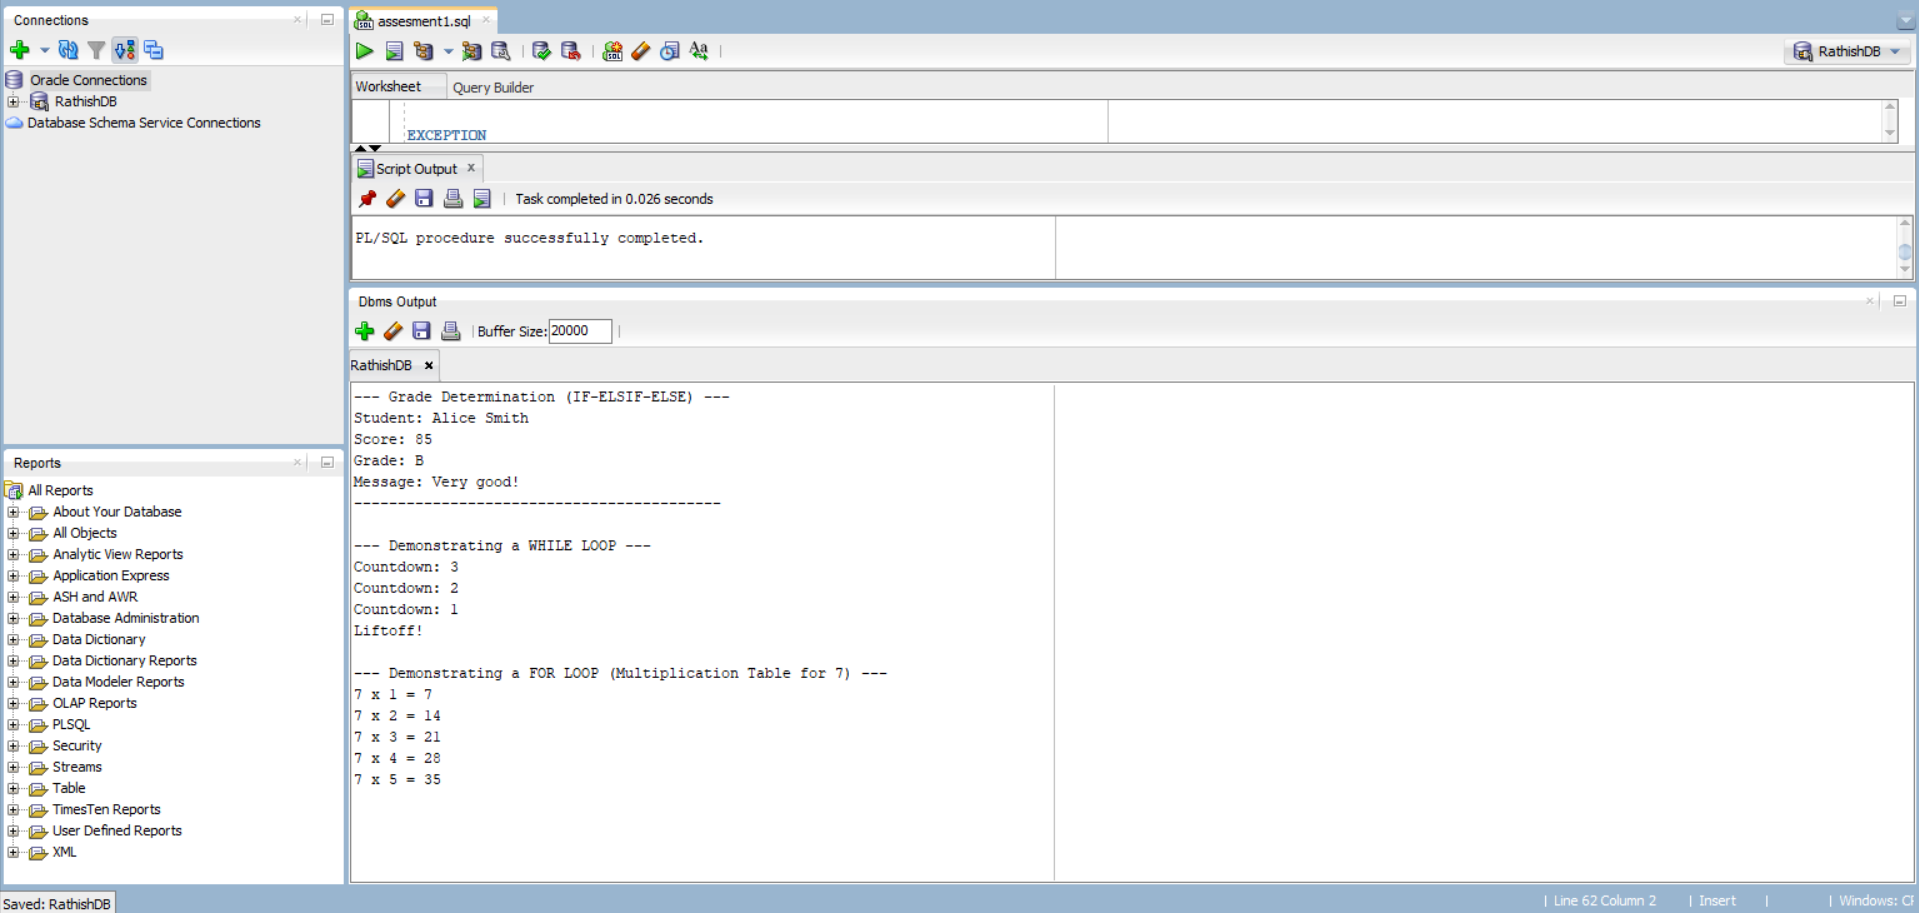 Connections
Oracle Connections
RathishDB
Database Schema Service Connections
Reports
All Reports
About Your Database
All Objects
Analytic View Reports
Application Express
ASH and AWR
Database Administration
Data Dictionary
Data Dictionary Reports
Data Modeler Reports
OLAP Reports
PLSQL
Security
Streams
Table
TimesTen Reports
User Defined Reports
XML
assesment1.sql
RathishDB
Worksheet Query Builder
EXCEPTION
Script Output
Task completed in 0.026 seconds
PL/SQL procedure successfully completed.
Dbms Output
Buffer Size: 20000
RathishDB
--- Grade Determination (IF-ELSIF-ELSE) ---
Student: Alice Smith
Score: 85
Grade: B
Message: Very good!
------------------------------------------
--- Demonstrating a WHILE LOOP ---
Countdown: 3
Countdown: 2
Countdown: 1
Liftoff!
--- Demonstrating a FOR LOOP (Multiplication Table for 7) ---
7 x 1 = 7
7 x 2 = 14
7 x 3 = 21
7 x 4 = 28
7 x 5 = 35
Saved: RathishDB
Line 62 Column 2 | Insert | | Windows: CR